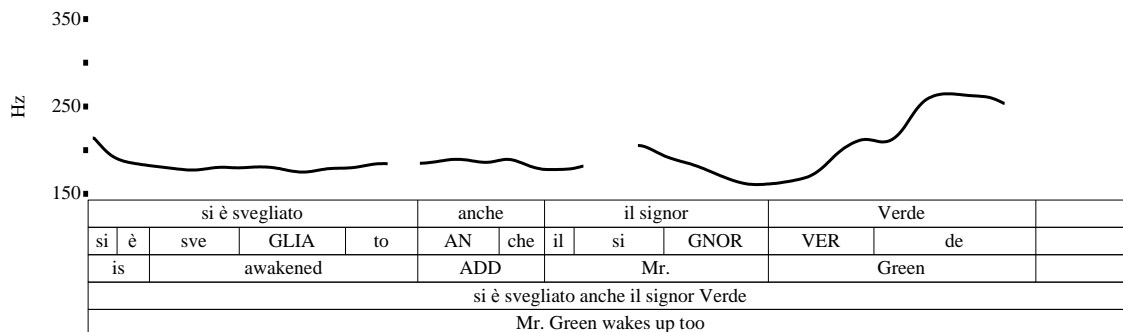 350
250
150
Hz
si è svegliato anche il signor Verde
si è sve GLIA to AN che il si GNOR VER de
is awakened ADD Mr. Green
si è svegliato anche il signor Verde
Mr. Green wakes up too